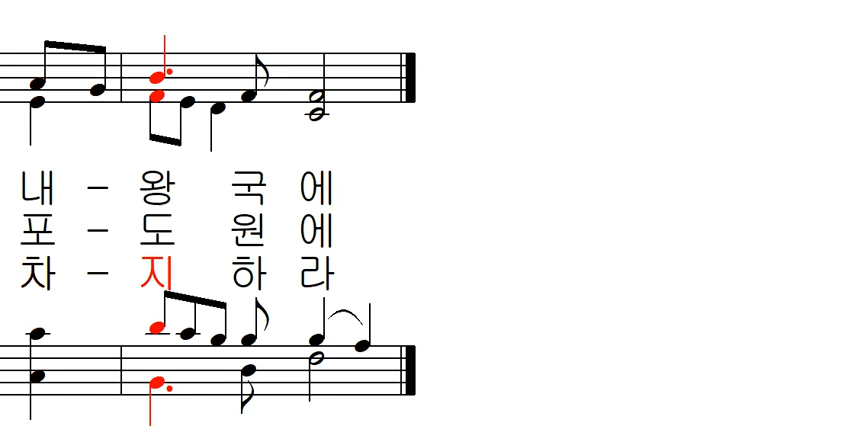 내 - 왕 국 에
포 - 도 원 에
차 - 지 하 라